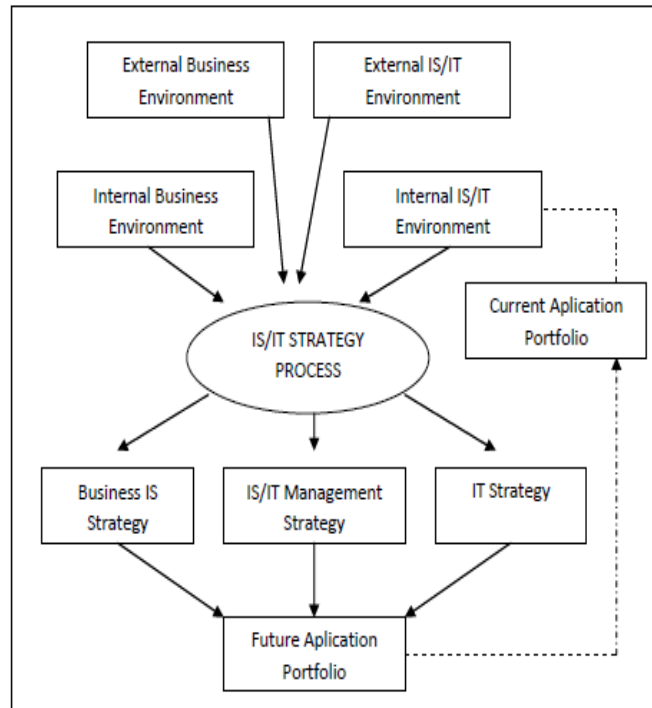 External Business
Environment
External IS/IT
Environment
Internal Business
Environment
Internal IS/IT
Environment
Current Aplication
Portfolio
IS/IT STRATEGY
PROCESS
Business IS
Strategy
IS/IT Management
Strategy
IT Strategy
Future Aplication
Portfolio